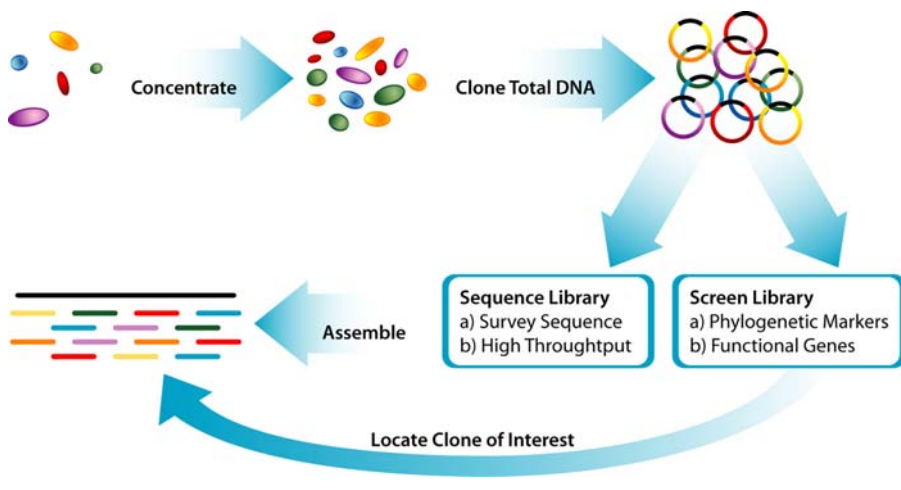 Concentrate
Clone Total DNA
Sequence Library
a) Survey Sequence
b) High Throughtput
Screen Library
a) Phylogenetic Markers
b) Functional Genes
Assemble
Locate Clone of Interest